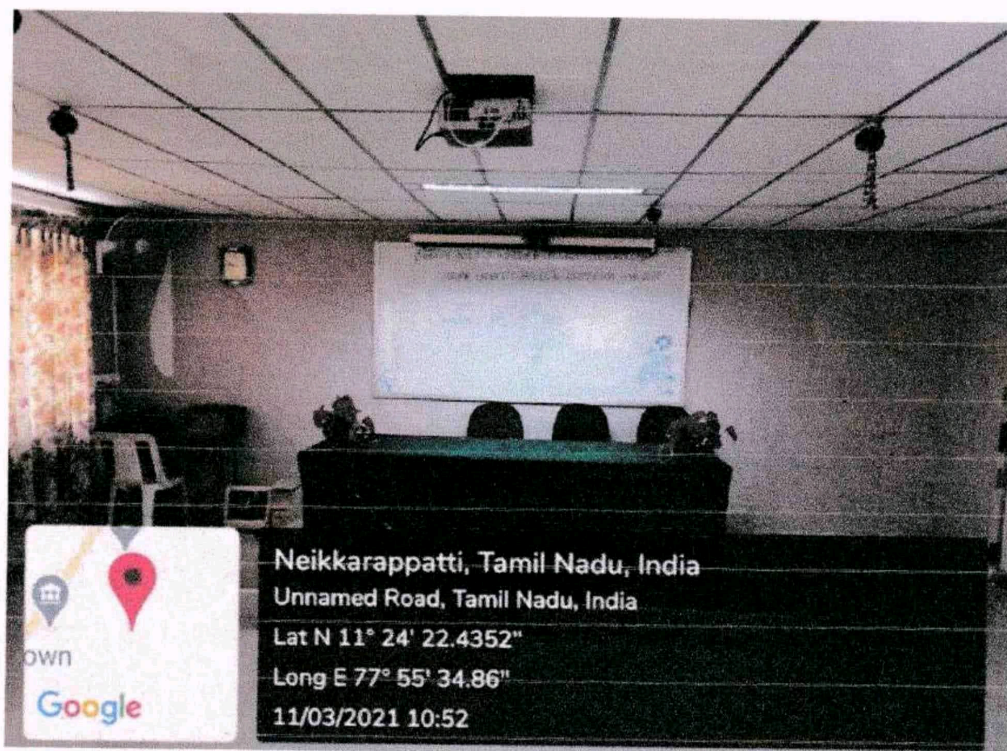 Neikkarappatti, Tamil Nadu, India
Unnamed Road, Tamil Nadu, India
Lat N 11° 24' 22.4352"
Long E 77° 55' 34.86"
11/03/2021 10:52
own
Google